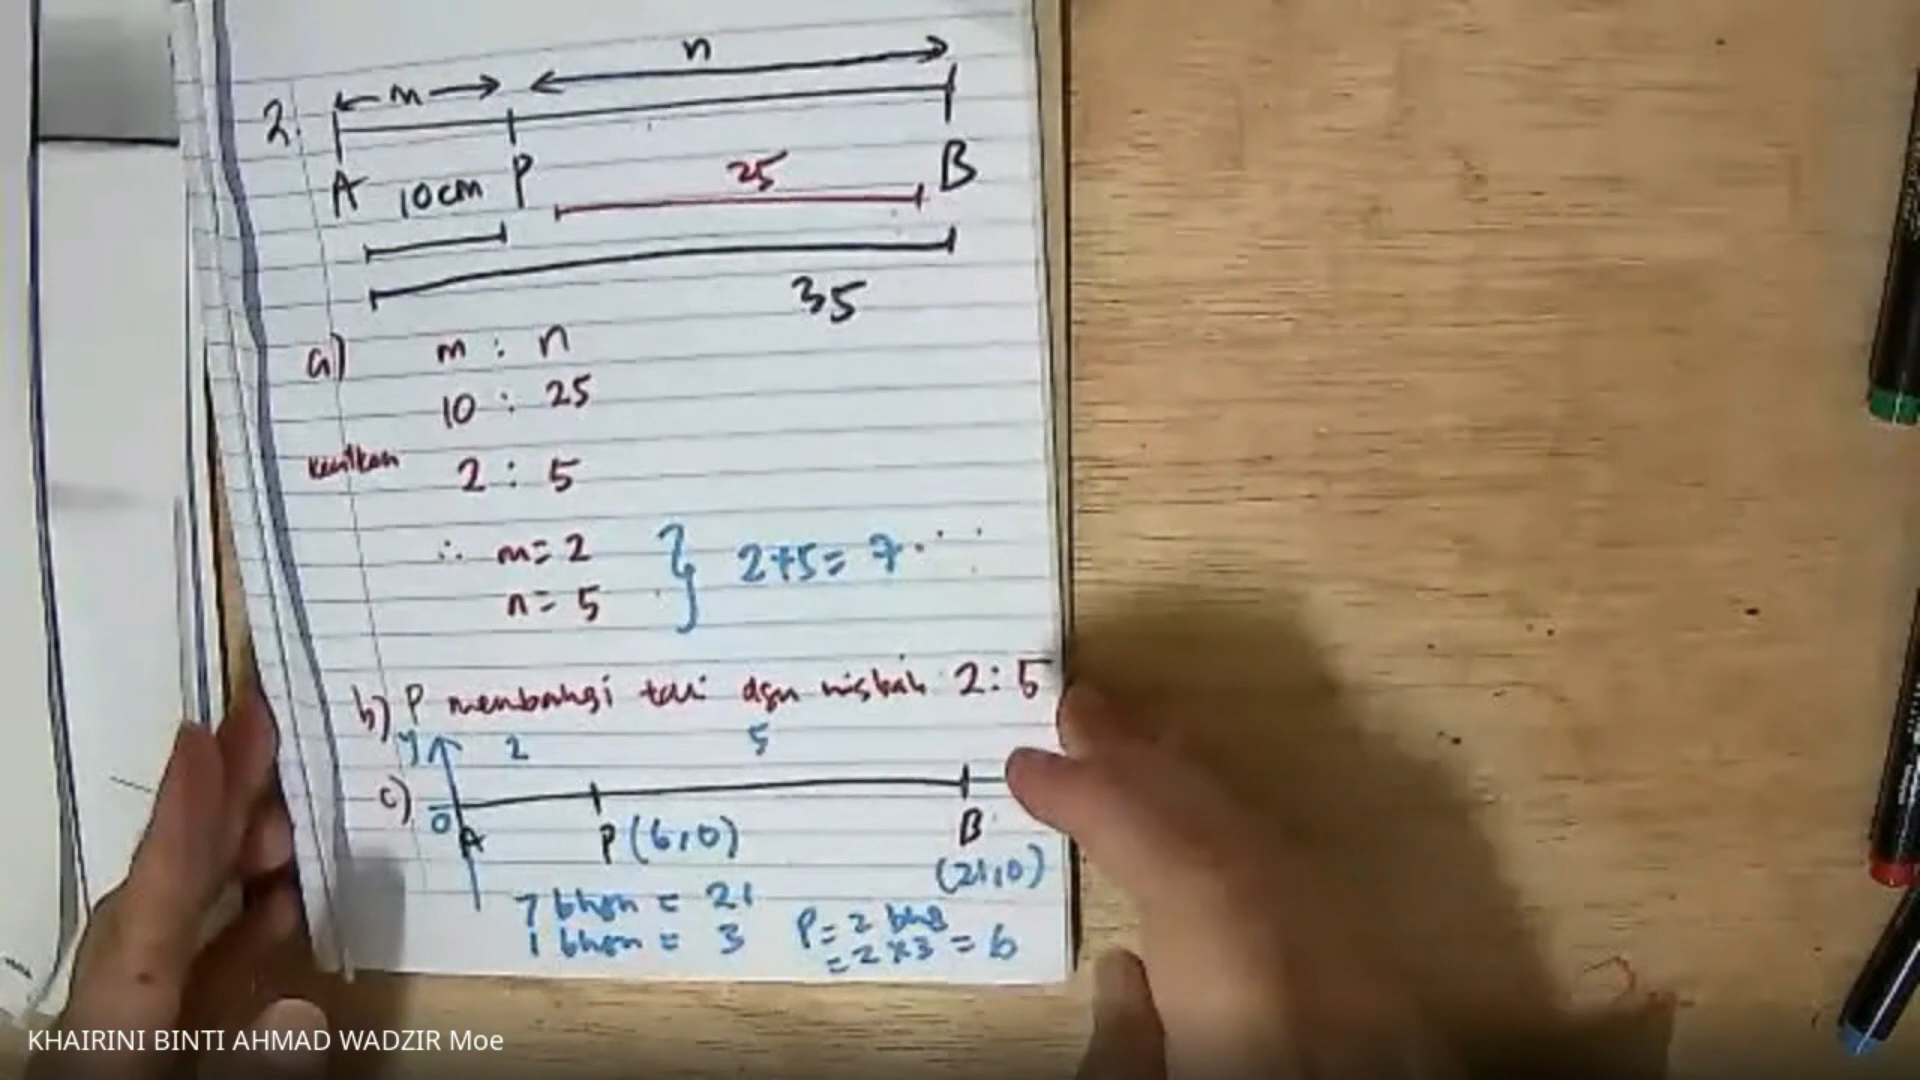 m n
2.
A 10cm P 25 B
35
a) m : n
10 : 25
kecilkan 2 : 5
∴ m = 2
n = 5 } 2+5 = 7
b) P membahgi tali dgn nisbah 2:5
y 2 5
c) 0 A P (6,0) B (21,0)
7 bhgn = 21
1 bhgn = 3
P = 2 bhg
= 2 x 3 = 6
KHAIRINI BINTI AHMAD WADZIR Moe